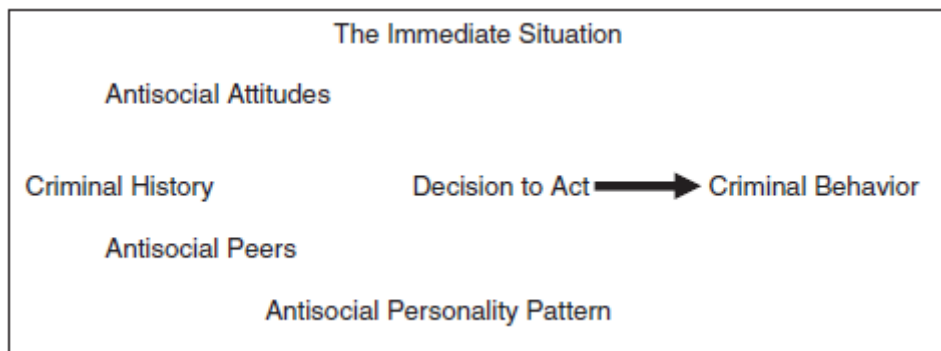 The Immediate Situation
Antisocial Attitudes
Criminal History Decision to Act Criminal Behavior
Antisocial Peers
Antisocial Personality Pattern